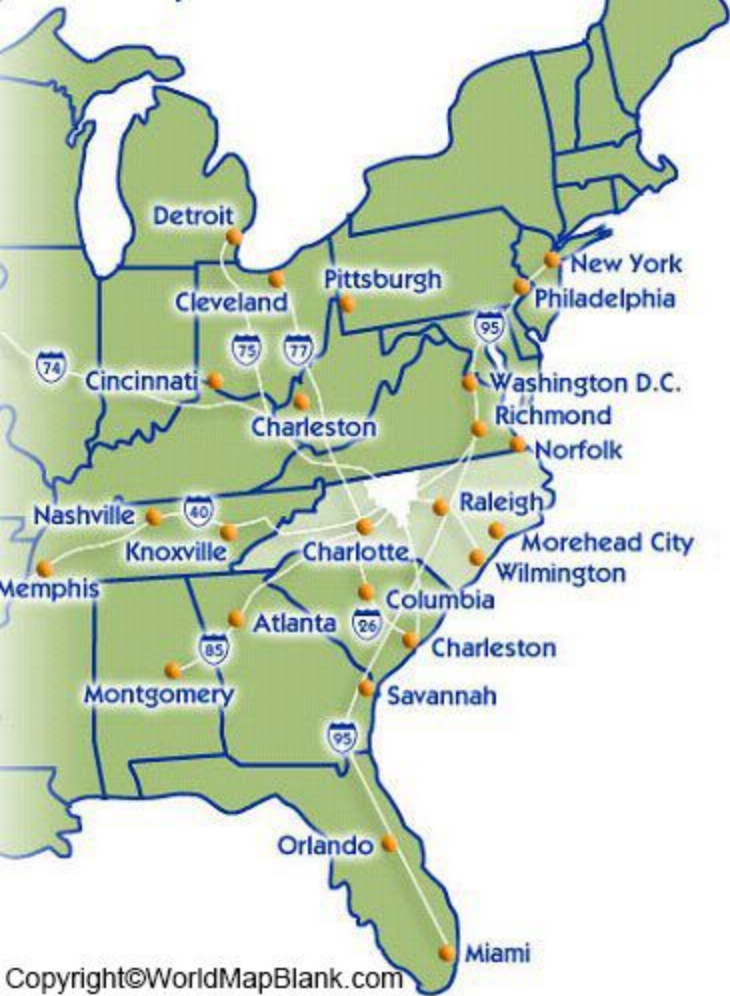 Detroit
New York
Pittsburgh
Cleveland
Philadelphia
95
75
77
74
Cincinnati
Washington D.C.
Richmond
Charleston
Norfolk
Raleigh
Nashville
40
Knoxville
Charlotte
Morehead City
Memphis
Wilmington
Columbia
Atlanta
26
85
Charleston
Montgomery
Savannah
95
Orlando
Miami
Copyright©WorldMapBlank.com